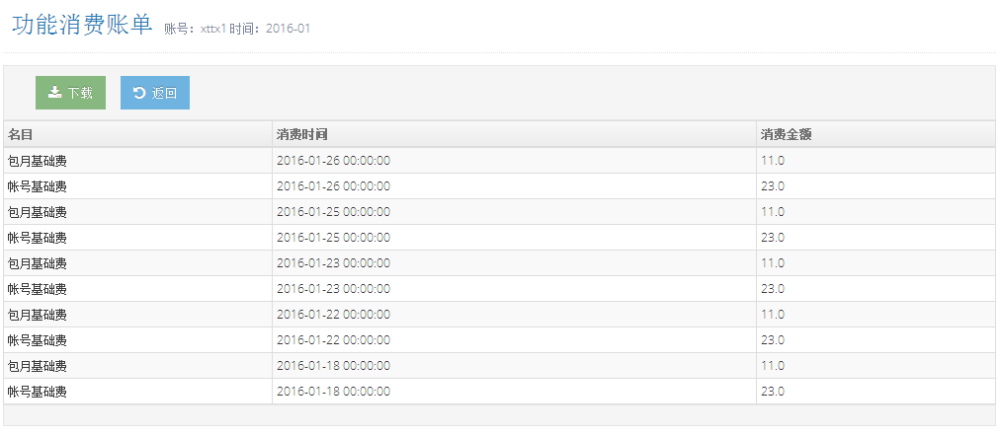 功能消费账单 账号：xttx1 时间：2016-01
下载 返回
名目 消费时间 消费金额
包月基础费 2016-01-26 00:00:00 11.0
帐号基础费 2016-01-26 00:00:00 23.0
包月基础费 2016-01-25 00:00:00 11.0
帐号基础费 2016-01-25 00:00:00 23.0
包月基础费 2016-01-23 00:00:00 11.0
帐号基础费 2016-01-23 00:00:00 23.0
包月基础费 2016-01-22 00:00:00 11.0
帐号基础费 2016-01-22 00:00:00 23.0
包月基础费 2016-01-18 00:00:00 11.0
帐号基础费 2016-01-18 00:00:00 23.0